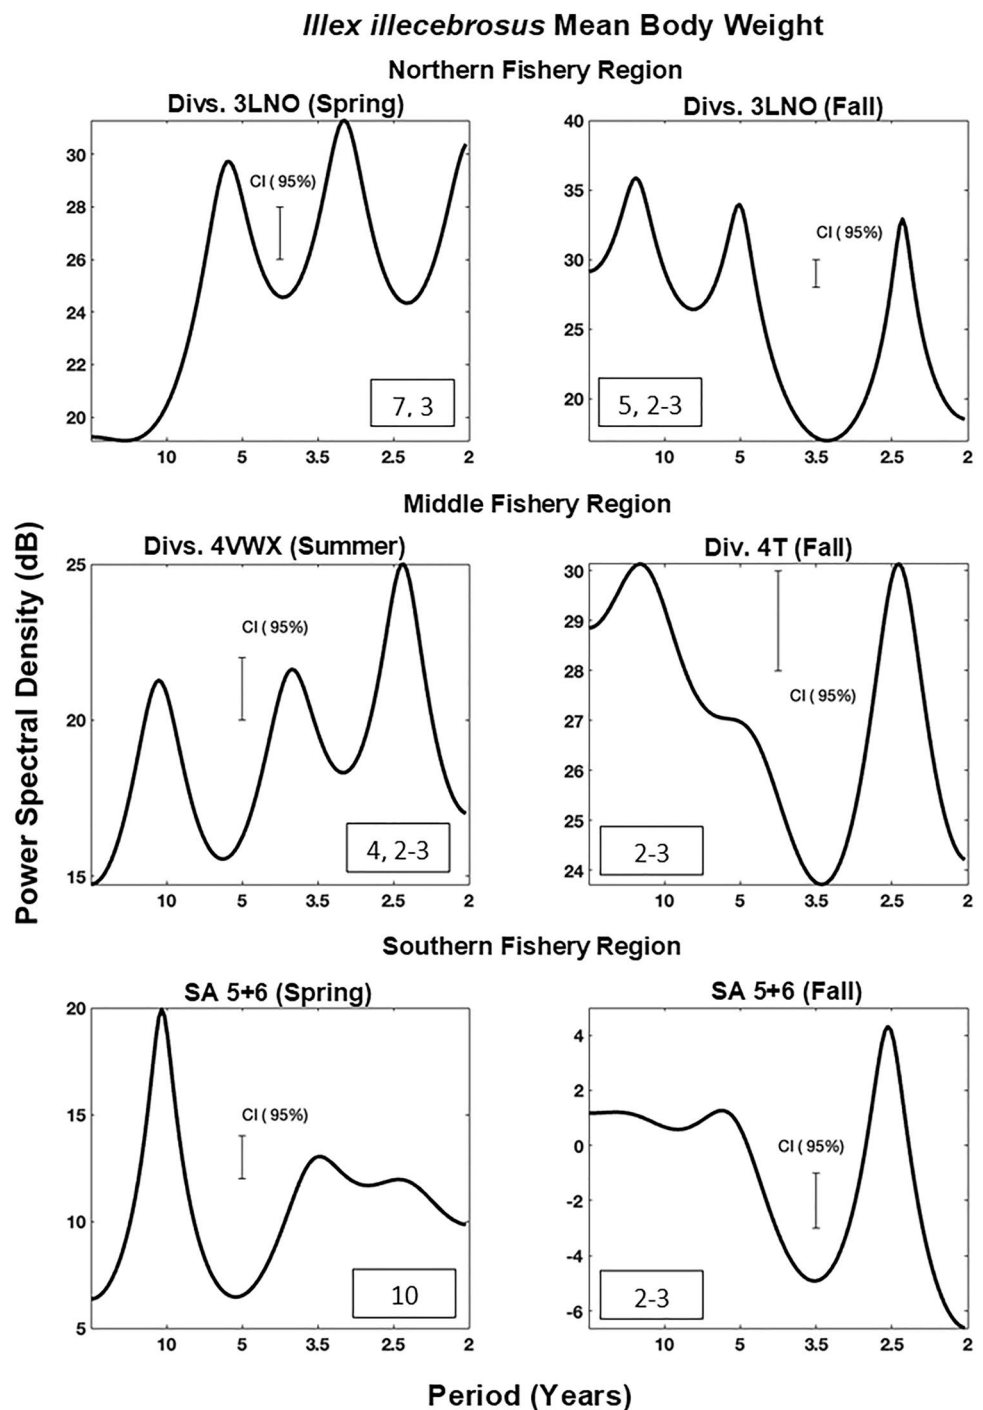 Illex illecebrosus Mean Body Weight
Northern Fishery Region
Divs. 3LNO (Spring)
30
28
26
24
22
20
CI ( 95%)
7, 3
10 5 3.5 2.5 2
Divs. 3LNO (Fall)
40
35
30
25
20
CI ( 95%)
5, 2-3
10 5 3.5 2.5 2
Middle Fishery Region
Divs. 4VWX (Summer)
25
20
15
CI ( 95%)
4, 2-3
10 5 3.5 2.5 2
Div. 4T (Fall)
30
29
28
27
26
25
24
CI ( 95%)
2-3
10 5 3.5 2.5 2
Southern Fishery Region
SA 5+6 (Spring)
20
15
10
5
CI ( 95%)
10
10 5 3.5 2.5 2
SA 5+6 (Fall)
4
2
0
-2
-4
-6
CI ( 95%)
2-3
10 5 3.5 2.5 2
Power Spectral Density (dB)
Period (Years)